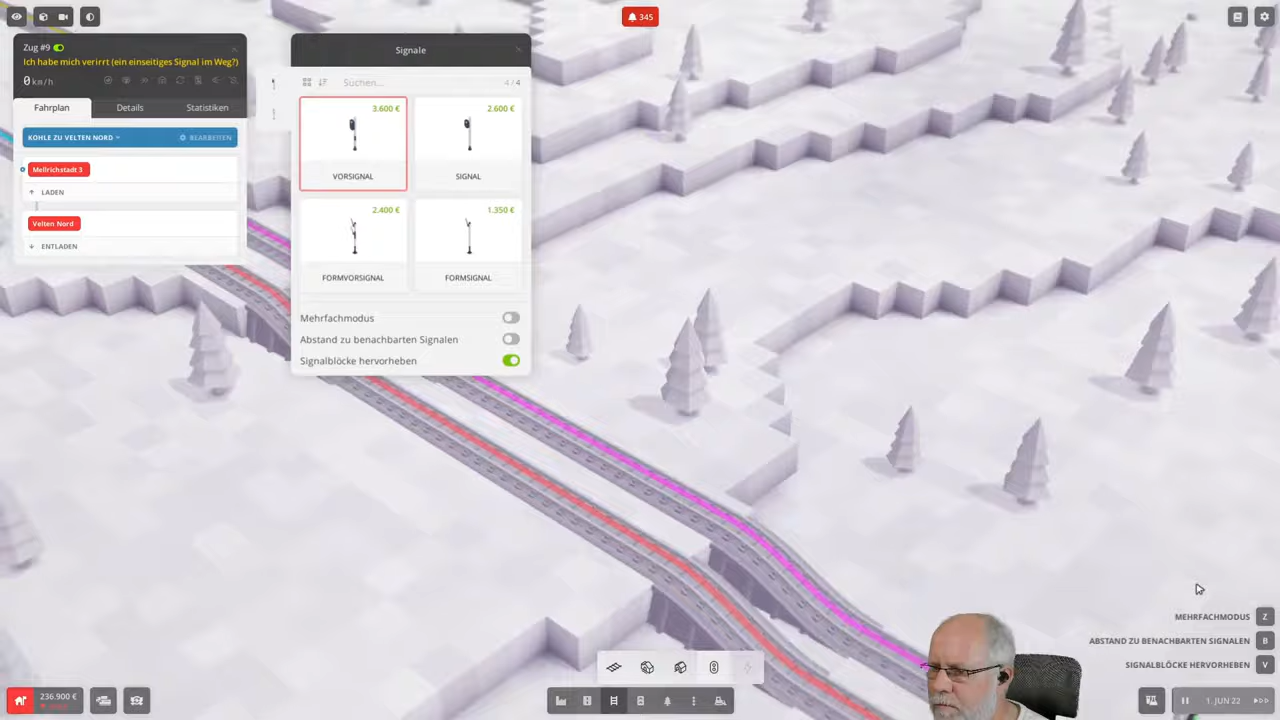 345
Zug #9
Ich habe mich verirrt (ein einseitiges Signal im Weg?)
0 km/h
Fahrplan
Details
Statistiken
KOHLE ZU VELTEN NORD
BEARBEITEN
Mellrichstadt 3
LADEN
Velten Nord
ENTLADEN
Signale
Suchen...
4 / 4
3.600 €
VORSIGNAL
2.600 €
SIGNAL
2.400 €
FORMVORSIGNAL
1.350 €
FORMSIGNAL
Mehrfachmodus
Abstand zu benachbarten Signalen
Signalblöcke hervorheben
MEHRFACHMODUS Z
ABSTAND ZU BENACHBARTEN SIGNALEN B
SIGNALBLÖCKE HERVORHEBEN V
236.900 €
1. JUN 22